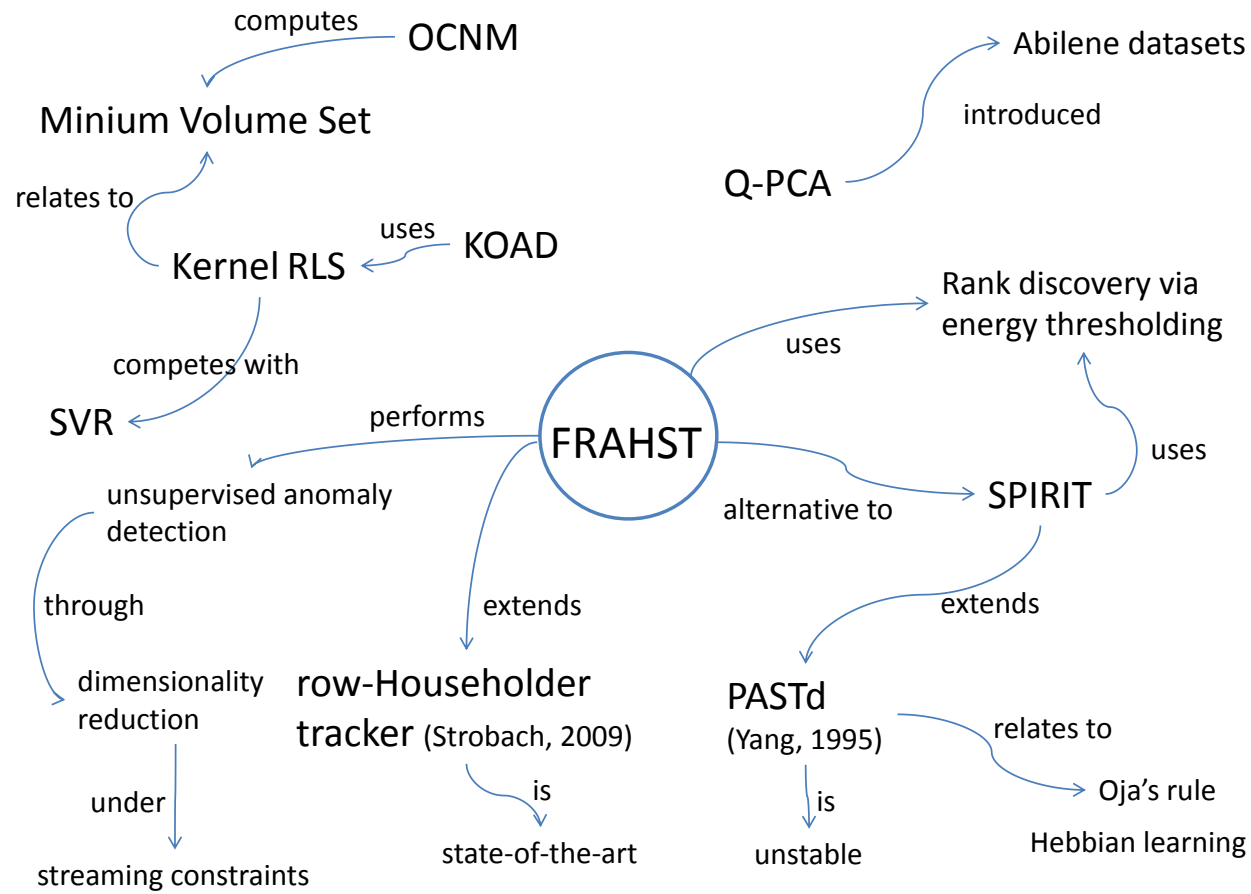 computes
OCNM
Abilene datasets
Minium Volume Set
introduced
Q-PCA
relates to
uses
KOAD
Kernel RLS
Rank discovery via
energy thresholding
uses
competes with
SVR
performs
FRAHST
uses
unsupervised anomaly
detection
alternative to
SPIRIT
through
extends
extends
dimensionality
reduction
row-Householder
tracker (Strobach, 2009)
PASTd
(Yang, 1995)
relates to
under
is
is
Oja's rule
Hebbian learning
streaming constraints
state-of-the-art
unstable